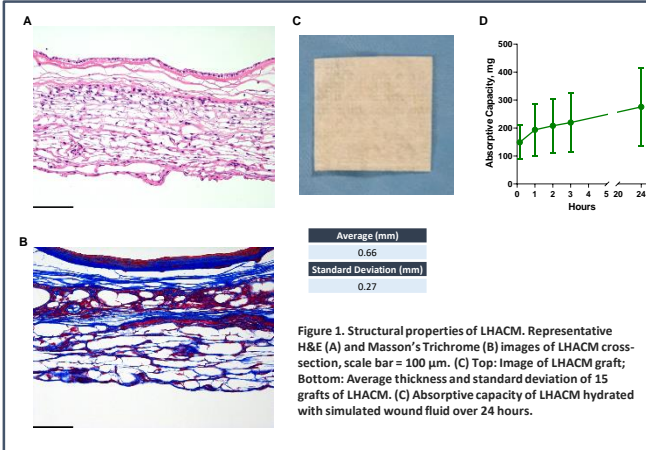 A
C
D
500
400
300
200
100
0
Absorptive Capacity, mg
0 1 2 3 4 5 20 24
Hours
B
Average (mm)
0.66
Standard Deviation (mm)
0.27
Figure 1. Structural properties of LHACM. Representative
H&E (A) and Masson's Trichrome (B) images of LHACM cross-
section, scale bar = 100 µm. (C) Top: Image of LHACM graft;
Bottom: Average thickness and standard deviation of 15
grafts of LHACM. (C) Absorptive capacity of LHACM hydrated
with simulated wound fluid over 24 hours.